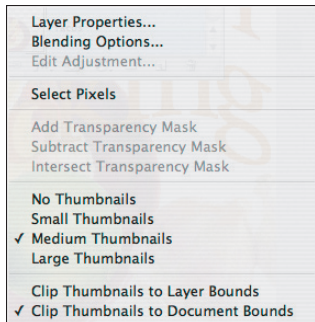 Layer Properties...
Blending Options...
Edit Adjustment...
Select Pixels
Add Transparency Mask
Subtract Transparency Mask
Intersect Transparency Mask
No Thumbnails
Small Thumbnails
✓ Medium Thumbnails
Large Thumbnails
Clip Thumbnails to Layer Bounds
✓ Clip Thumbnails to Document Bounds